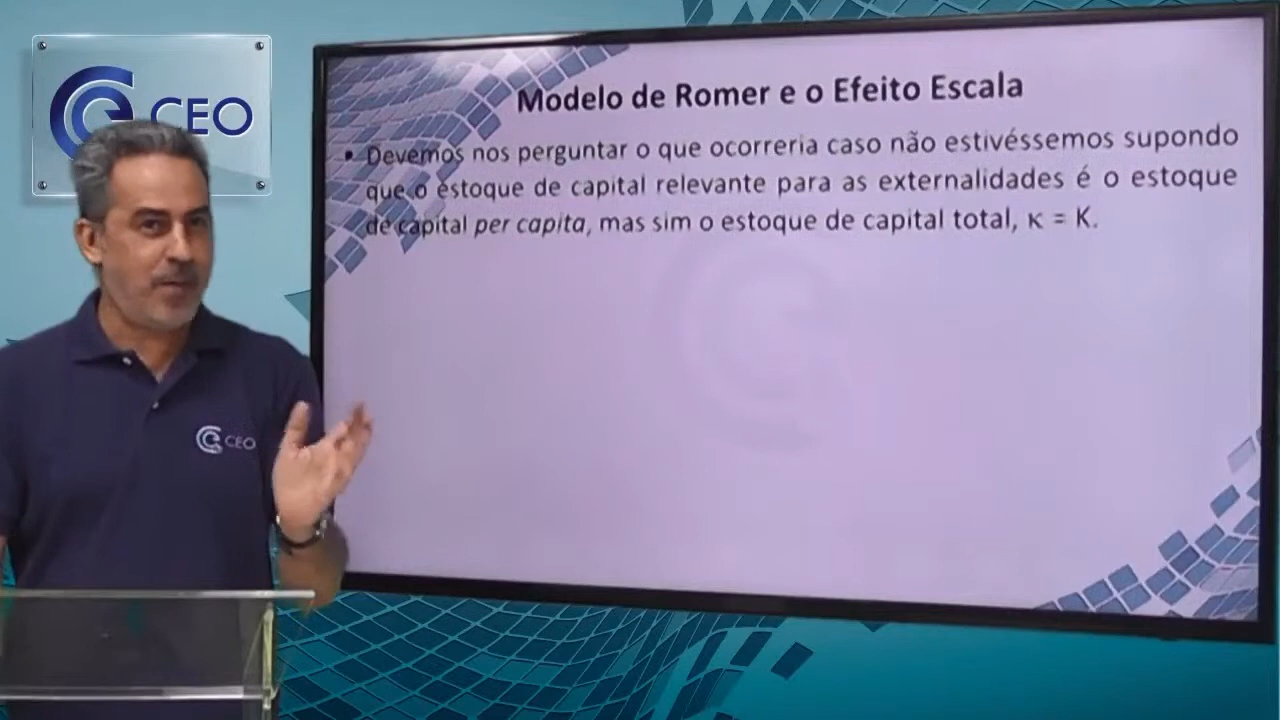 CEO
Modelo de Romer e o Efeito Escala
• Devemos nos perguntar o que ocorreria caso não estivéssemos supondo
que o estoque de capital relevante para as externalidades é o estoque
de capital per capita, mas sim o estoque de capital total, κ = K.
CEO